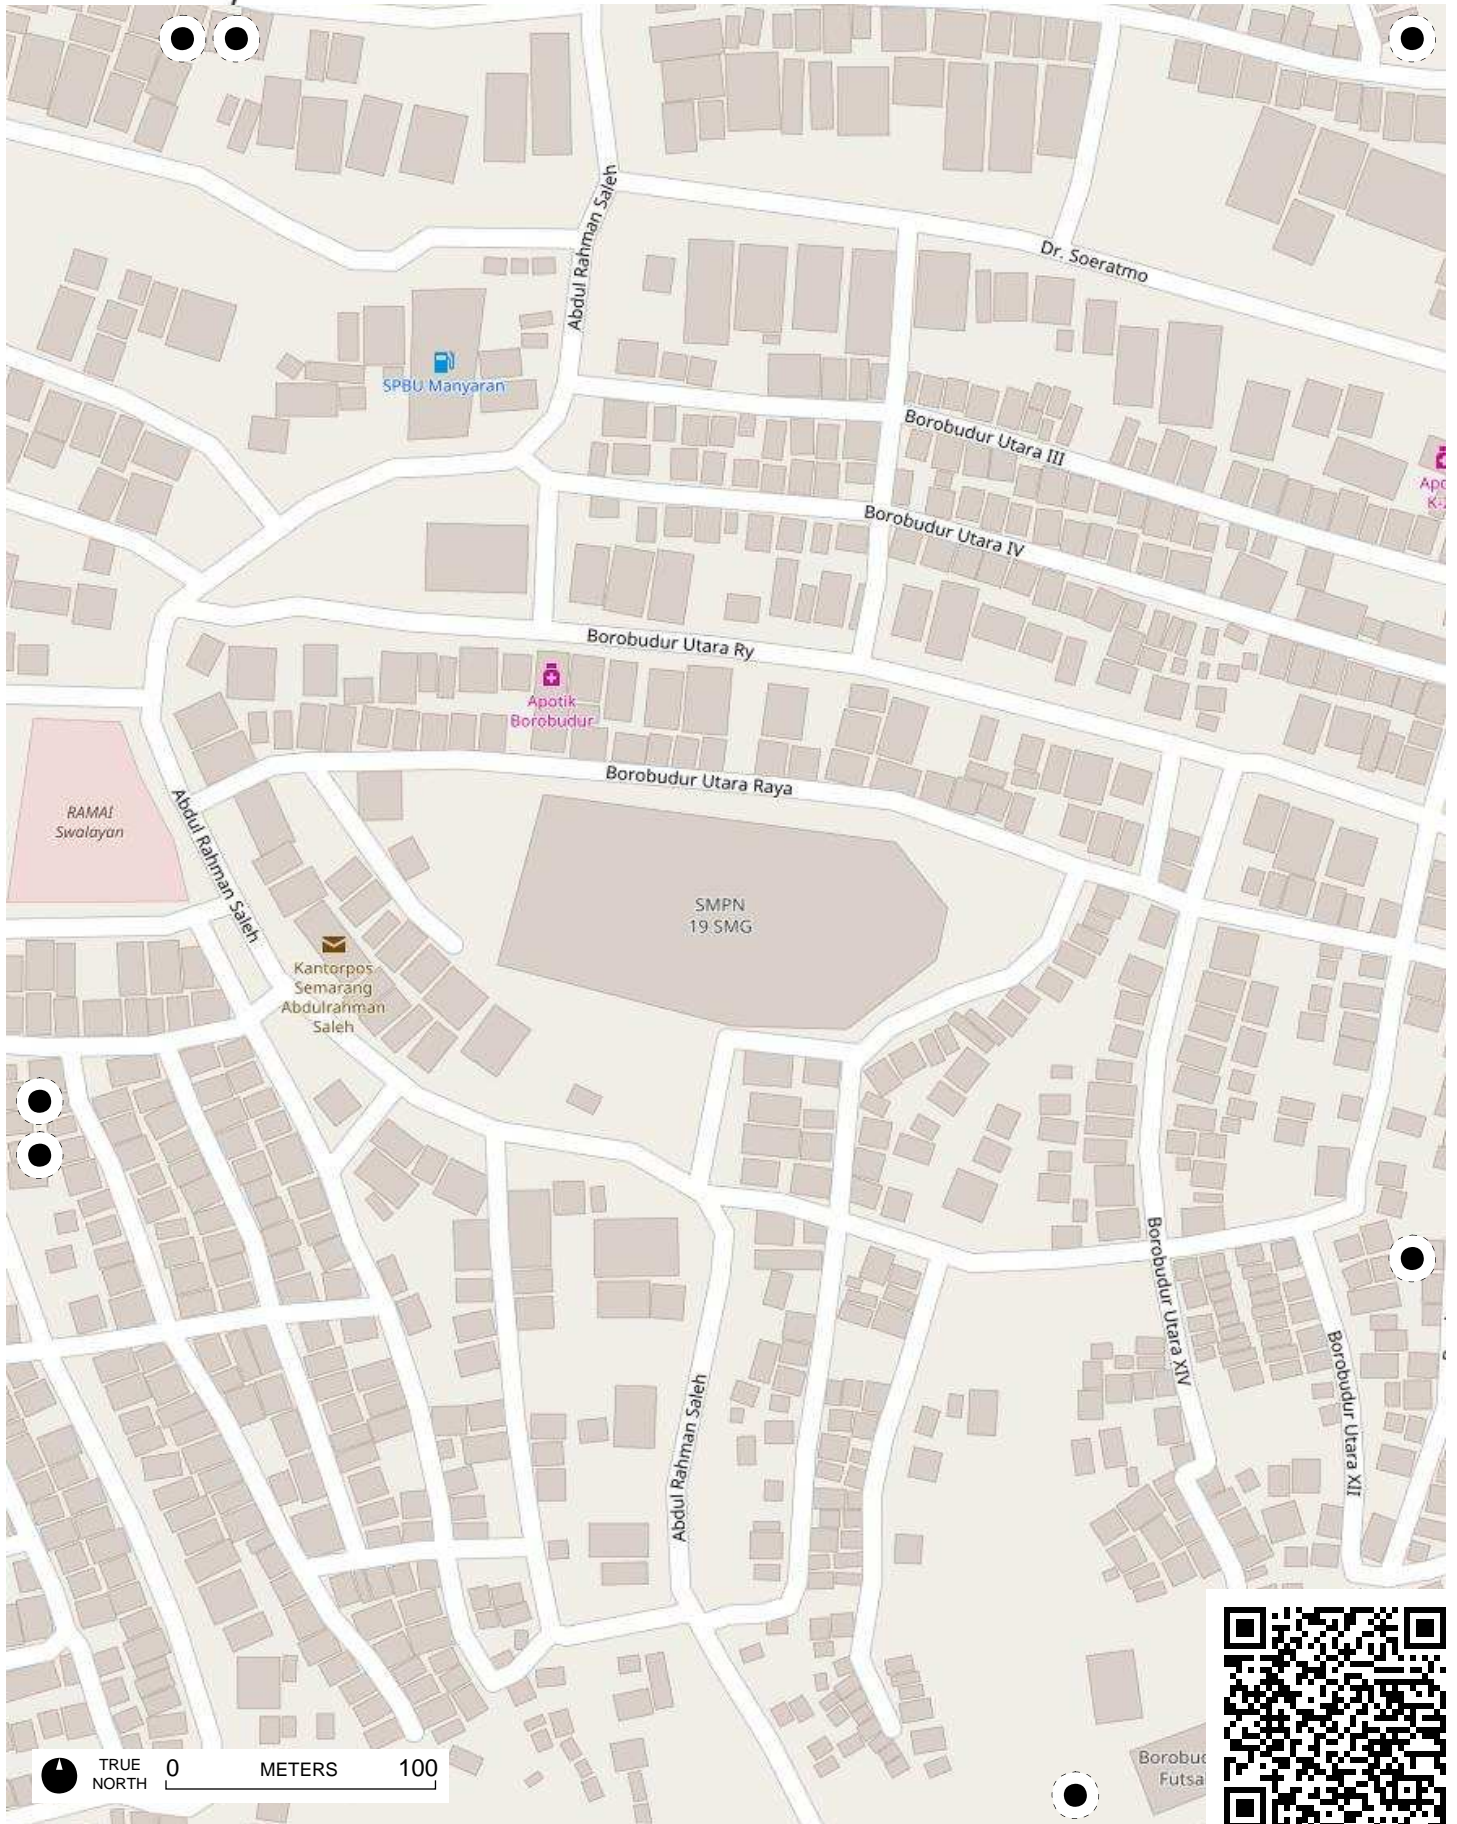 Abdul Rahman Saleh
Dr. Soeratmo
SPBU Manyaran
Borobudur Utara III
Borobudur Utara IV
Borobudur Utara Ry
Apotik
Borobudur
Borobudur Utara Raya
RAMAI
Swalayan
Abdul Rahman Saleh
SMPN
19 SMG
Kantorpos
Semarang
Abdulrahman
Saleh
Borobudur Utara XIV
Borobudur Utara XII
Abdul Rahman Saleh
TRUE
NORTH
0 METERS 100